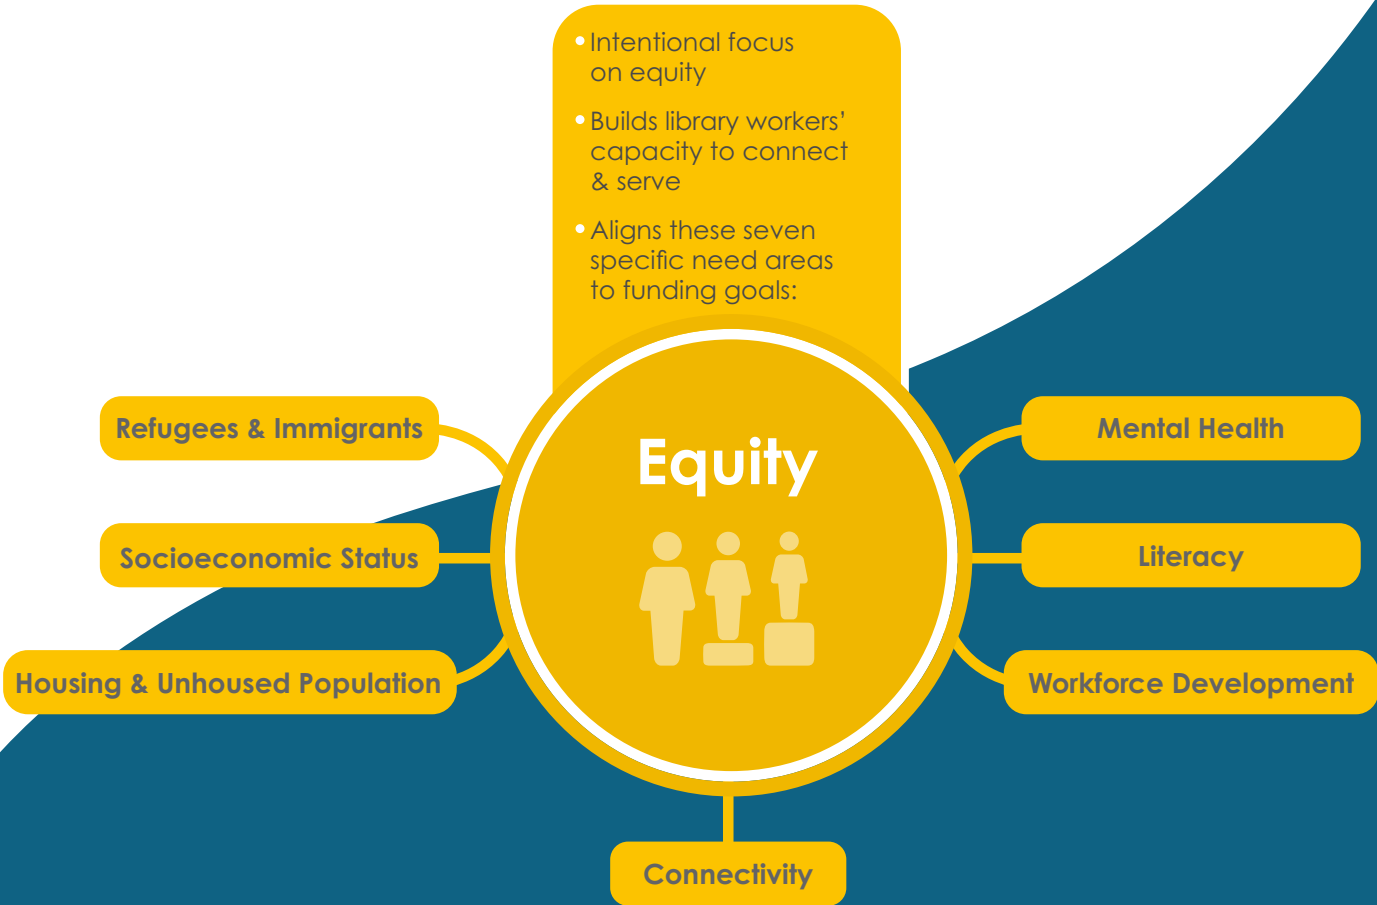 • Intentional focus
on equity
• Builds library workers’
capacity to connect
& serve
• Aligns these seven
specific need areas
to funding goals:
Equity
Refugees & Immigrants
Socioeconomic Status
Housing & Unhoused Population
Mental Health
Literacy
Workforce Development
Connectivity